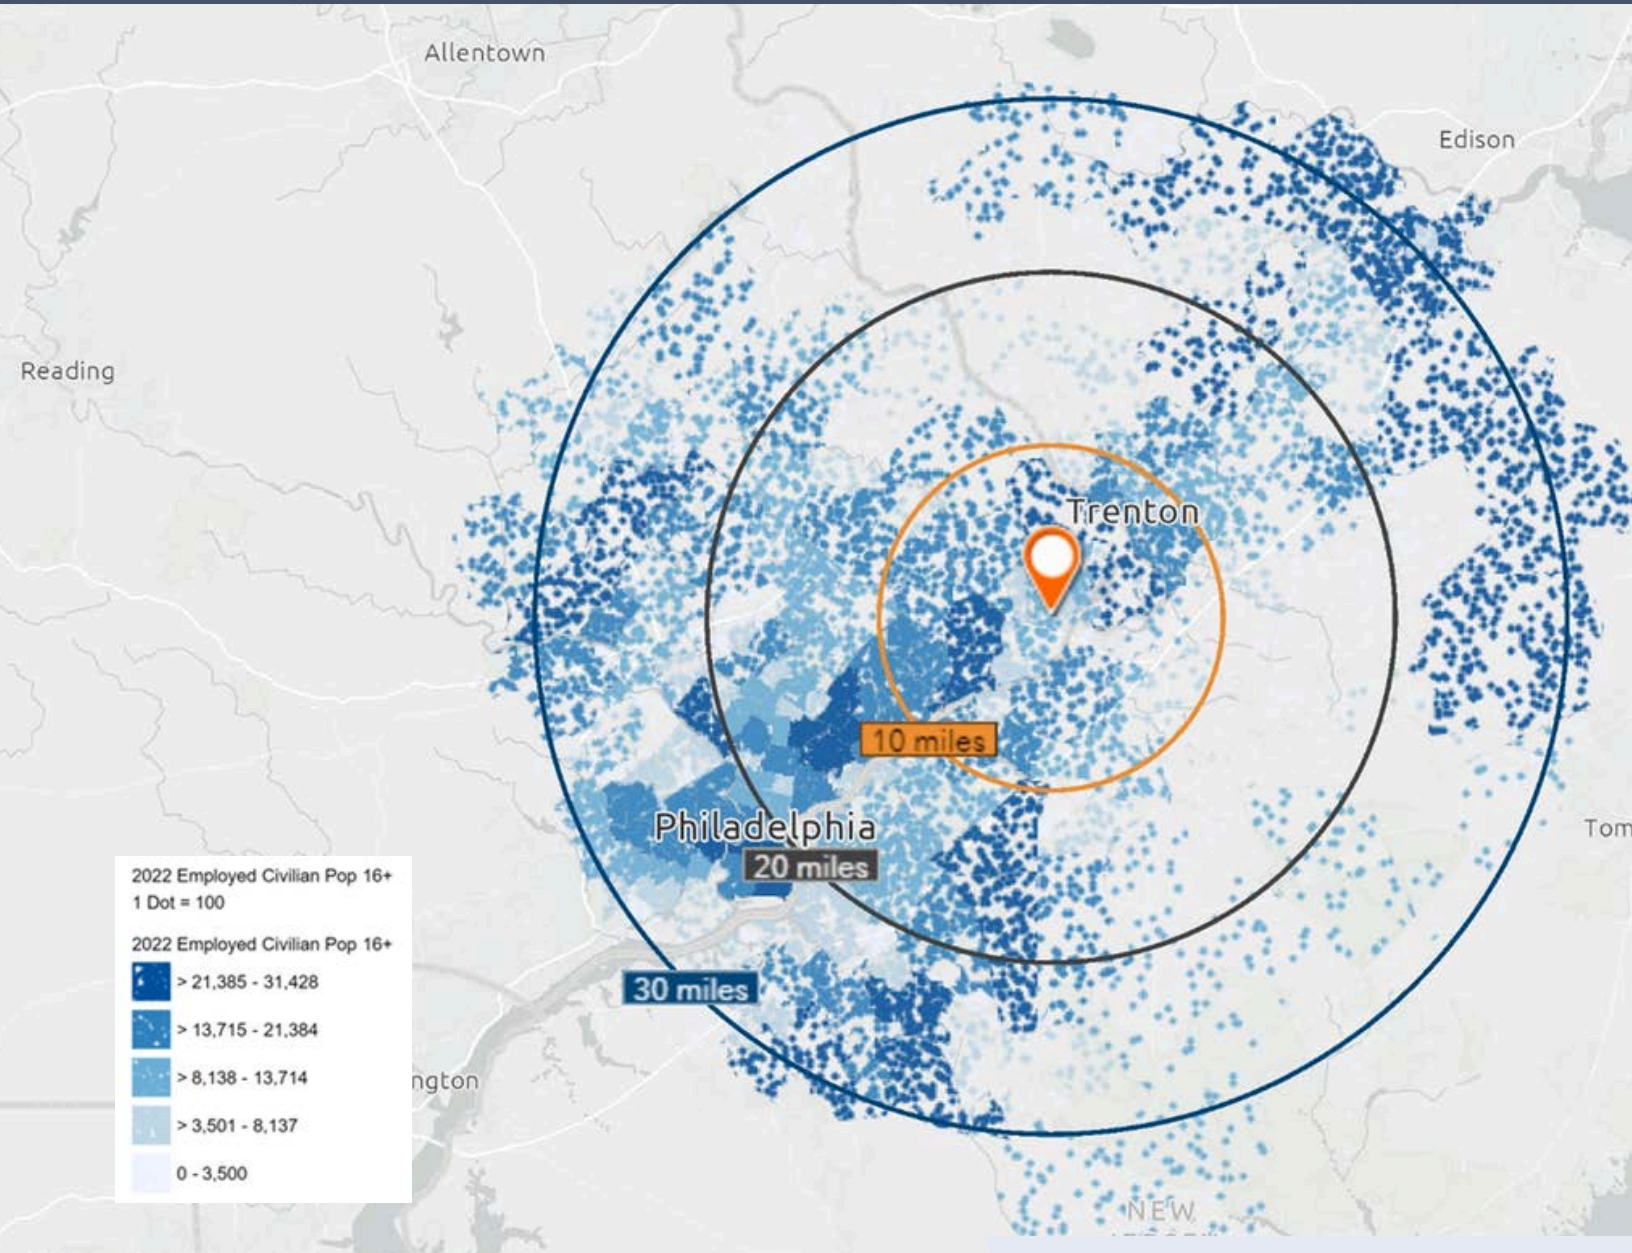 Allentown
Edison
Reading
Trenton
10 miles
Philadelphia
Tom
20 miles
2022 Employed Civilian Pop 16+
1 Dot = 100
2022 Employed Civilian Pop 16+
> 21,385 - 31,428
30 miles
> 13,715 - 21,384
> 8,138 - 13,714
ngton
> 3,501 - 8,137
0 - 3,500
NEW